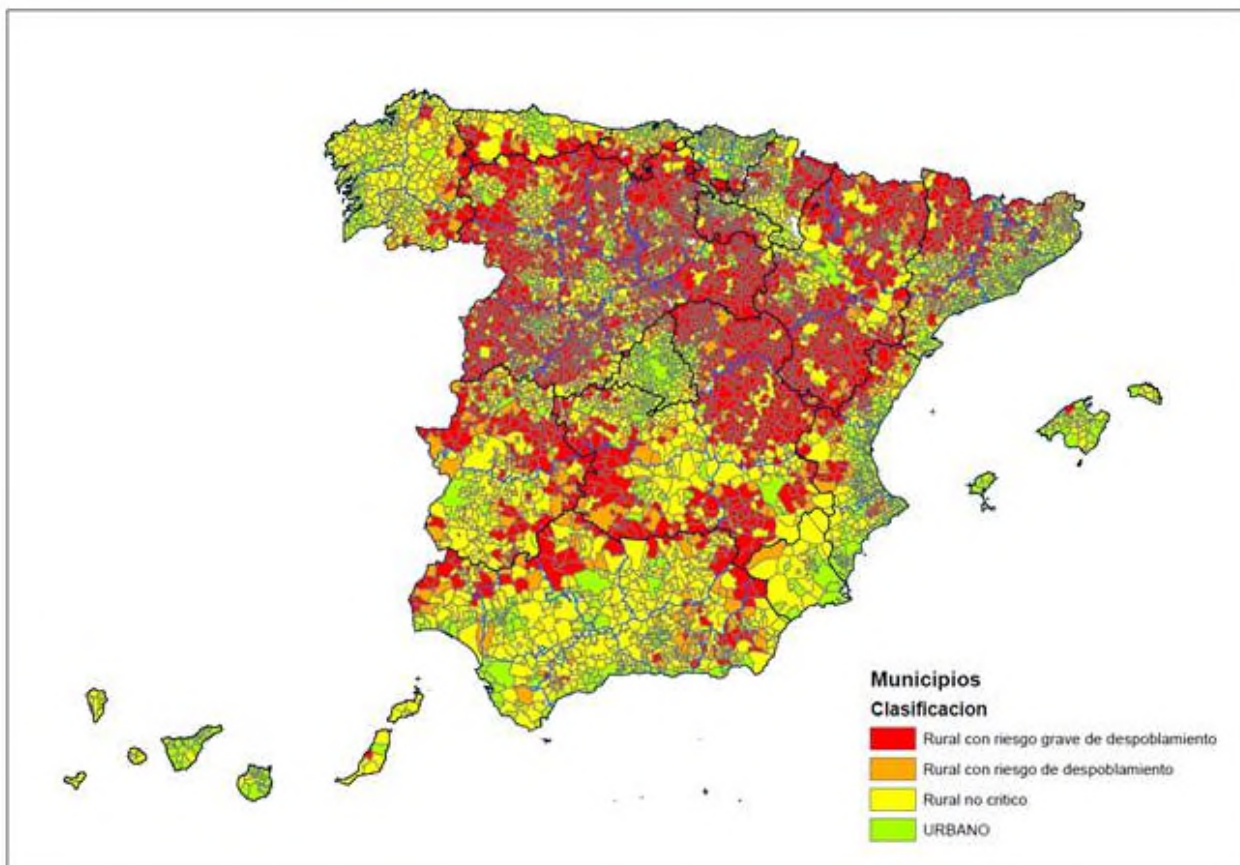 Municipios
Clasificacion
Rural con riesgo grave de despoblamiento
Rural con riesgo de despoblamiento
Rural no critico
URBANO